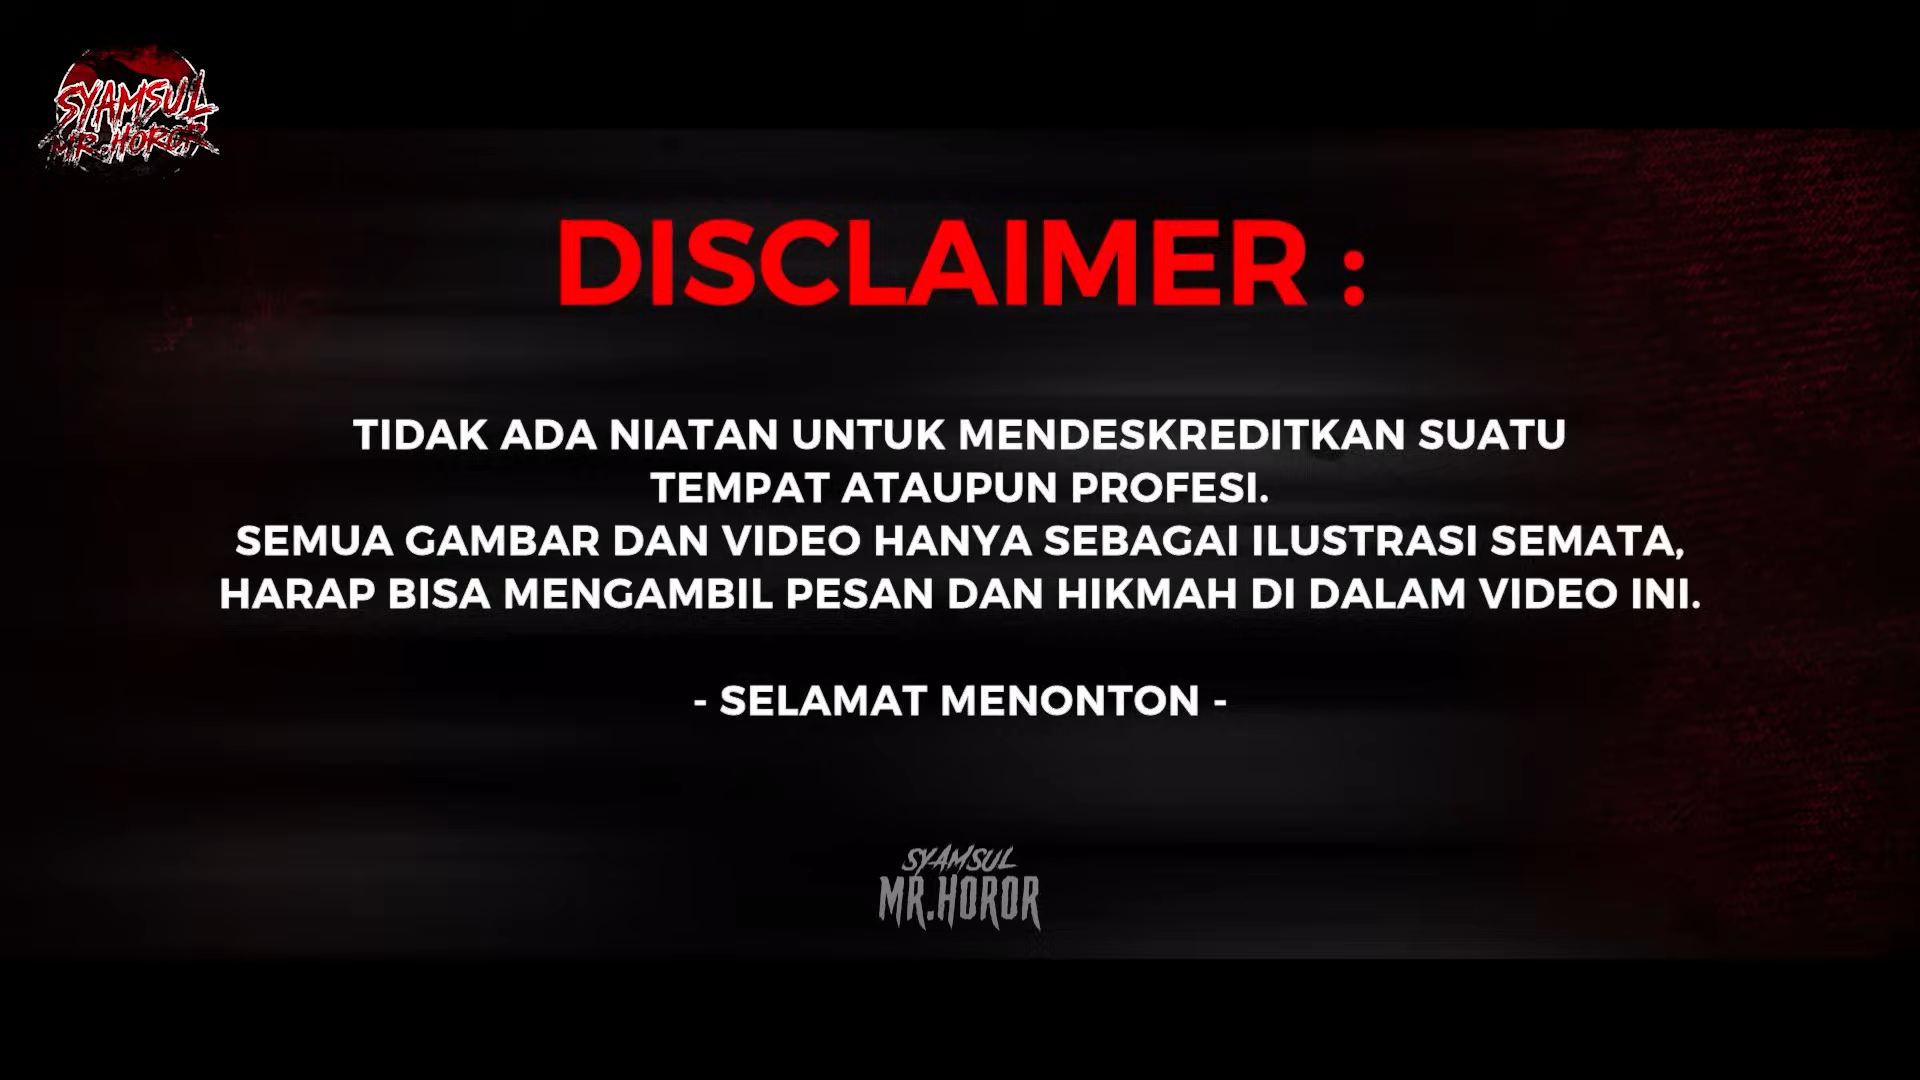 SYAMSUL
MR.HOROR
DISCLAIMER :
TIDAK ADA NIATAN UNTUK MENDESKREDITKAN SUATU
TEMPAT ATAUPUN PROFESI.
SEMUA GAMBAR DAN VIDEO HANYA SEBAGAI ILUSTRASI SEMATA,
HARAP BISA MENGAMBIL PESAN DAN HIKMAH DI DALAM VIDEO INI.
- SELAMAT MENONTON -
SYAMSUL
MR.HOROR